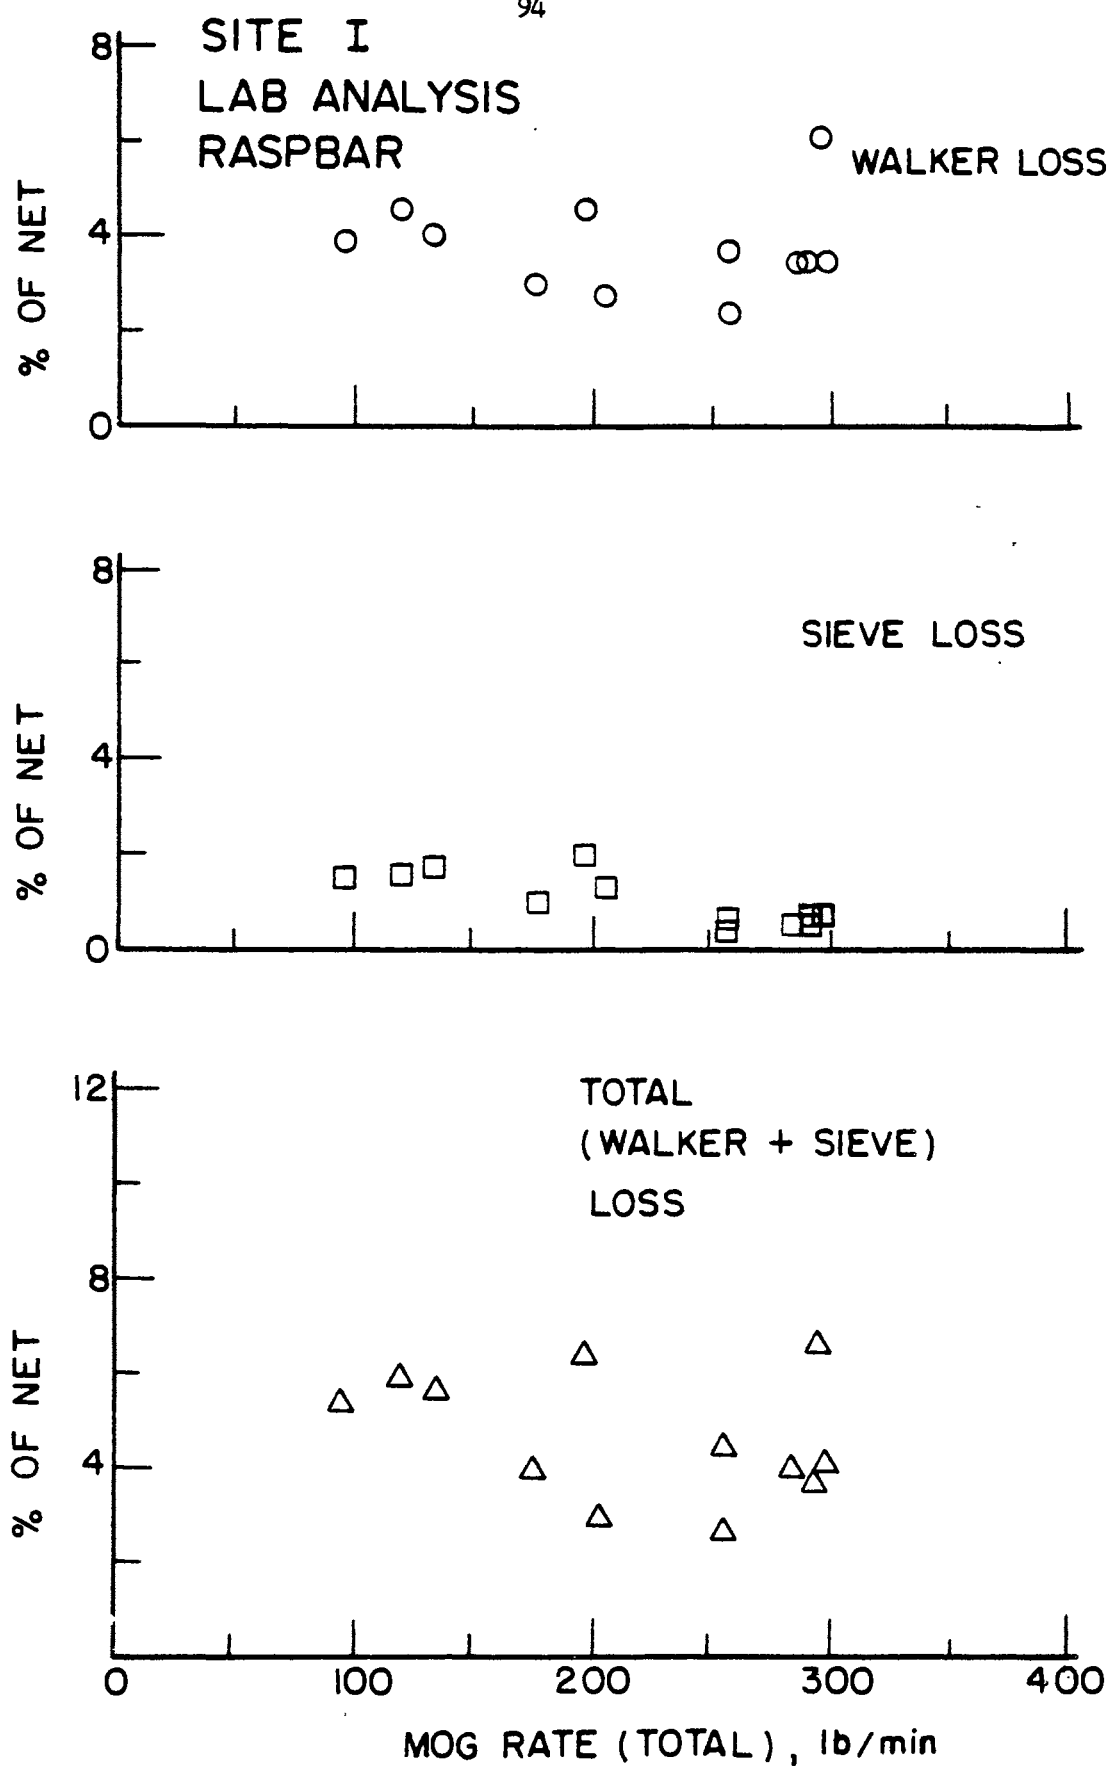 94
SITE I
LAB ANALYSIS
RASPBAR
WALKER LOSS
% OF NET
8
4
0
SIEVE LOSS
% OF NET
8
4
0
TOTAL
(WALKER + SIEVE)
LOSS
% OF NET
12
8
4
0 100 200 300 400
MOG RATE (TOTAL), lb/min